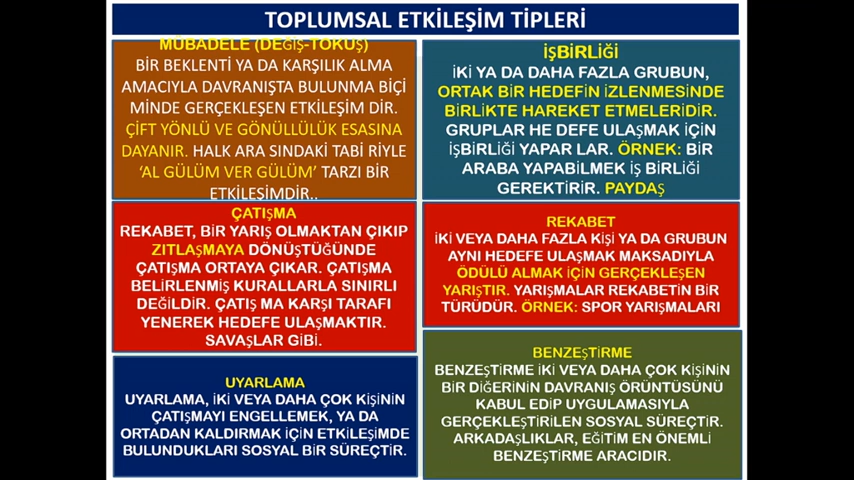 TOPLUMSAL ETKİLEŞİM TİPLERİ
MÜBADELE (DEĞİŞ-TOKUŞ)
BİR BEKLENTİ YA DA KARŞILIK ALMA
AMACIYLA DAVRANIŞTA BULUNMA BİÇİ
MİNDE GERÇEKLEŞEN ETKİLEŞİM DİR.
ÇİFT YÖNLÜ VE GÖNÜLLÜLÜK ESASINA
DAYANIR. HALK ARA SINDAKİ TABİ RİYLE
‘AL GÜLÜM VER GÜLÜM’ TARZI BİR
ETKİLEŞİMDİR..
İŞBİRLİĞİ
İKİ YA DA DAHA FAZLA GRUBUN,
ORTAK BİR HEDEFİN İZLENMESİNDE
BİRLİKTE HAREKET ETMELERİDİR.
GRUPLAR HE DEFE ULAŞMAK İÇİN
İŞBİRLİĞİ YAPAR LAR. ÖRNEK: BİR
ARABA YAPABİLMEK İŞ BİRLİĞİ
GEREKTİRİR. PAYDAŞ
ÇATIŞMA
REKABET, BİR YARIŞ OLMAKTAN ÇIKIP
ZITLAŞMAYA DÖNÜŞTÜĞÜNDE
ÇATIŞMA ORTAYA ÇIKAR. ÇATIŞMA
BELİRLENMİŞ KURALLARLA SINIRLI
DEĞİLDİR. ÇATIŞ MA KARŞI TARAFI
YENEREK HEDEFE ULAŞMAKTIR.
SAVAŞLAR GİBİ.
REKABET
İKİ VEYA DAHA FAZLA KİŞİ YA DA GRUBUN
AYNI HEDEFE ULAŞMAK MAKSADIYLA
ÖDÜLÜ ALMAK İÇİN GERÇEKLEŞEN
YARIŞTIR. YARIŞMALAR REKABETİN BİR
TÜRÜDÜR. ÖRNEK: SPOR YARIŞMALARI
UYARLAMA
UYARLAMA, İKİ VEYA DAHA ÇOK KİŞİNİN
ÇATIŞMAYI ENGELLEMEK, YA DA
ORTADAN KALDIRMAK İÇİN ETKİLEŞİMDE
BULUNDUKLARI SOSYAL BİR SÜREÇTİR.
BENZEŞTİRME
BENZEŞTİRME İKİ VEYA DAHA ÇOK KİŞİNİN
BİR DİĞERİNİN DAVRANIŞ ÖRÜNTÜSÜNÜ
KABUL EDİP UYGULAMASIYLA
GERÇEKLEŞTİRİLEN SOSYAL SÜREÇTİR.
ARKADAŞLIKLAR, EĞİTİM EN ÖNEMLİ
BENZEŞTİRME ARACIDIR.